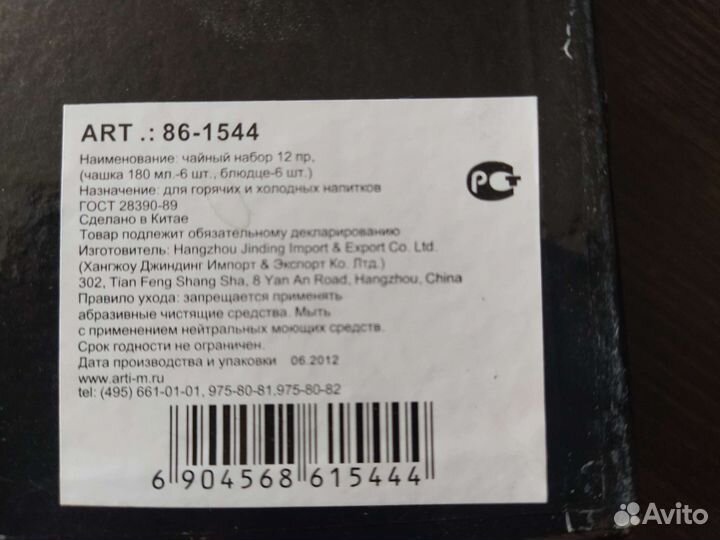 ART .: 86-1544
Наименование: чайный набор 12 пр,
(чашка 180 мл.-6 шт., блюдце-6 шт.)
Назначение: для горячих и холодных напитков
ГОСТ 28390-89
Сделано в Китае
Товар подлежит обязательному декларированию
Изготовитель: Hangzhou Jinding Import & Export Co. Ltd.
(Хангжоу Джиндинг Импорт & Экспорт Ко. Лтд.)
302, Tian Feng Shang Sha, 8 Yan An Road, Hangzhou, China
Правило ухода: запрещается применять
абразивные чистящие средства. Мыть
с применением нейтральных моющих средств.
Срок годности не ограничен.
Дата производства и упаковки 06.2012
www.arti-m.ru
tel: (495) 661-01-01, 975-80-81,975-80-82
6 904568 615444
РСТ
Avito